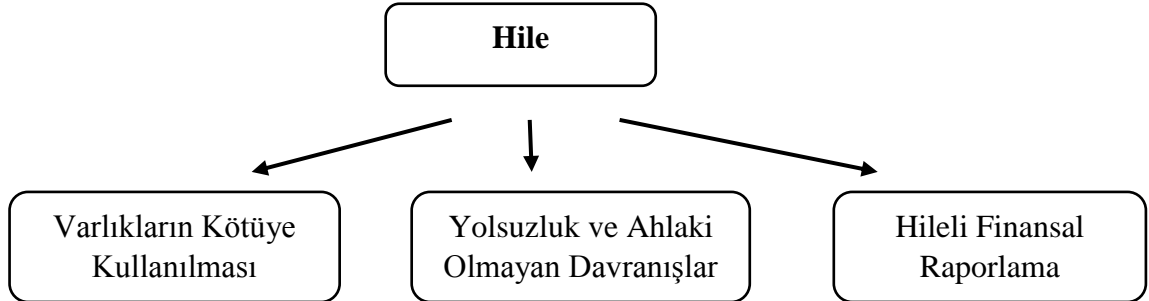 Hile
Varlıkların Kötüye
Kullanılması
Yolsuzluk ve Ahlaki
Olmayan Davranışlar
Hileli Finansal
Raporlama